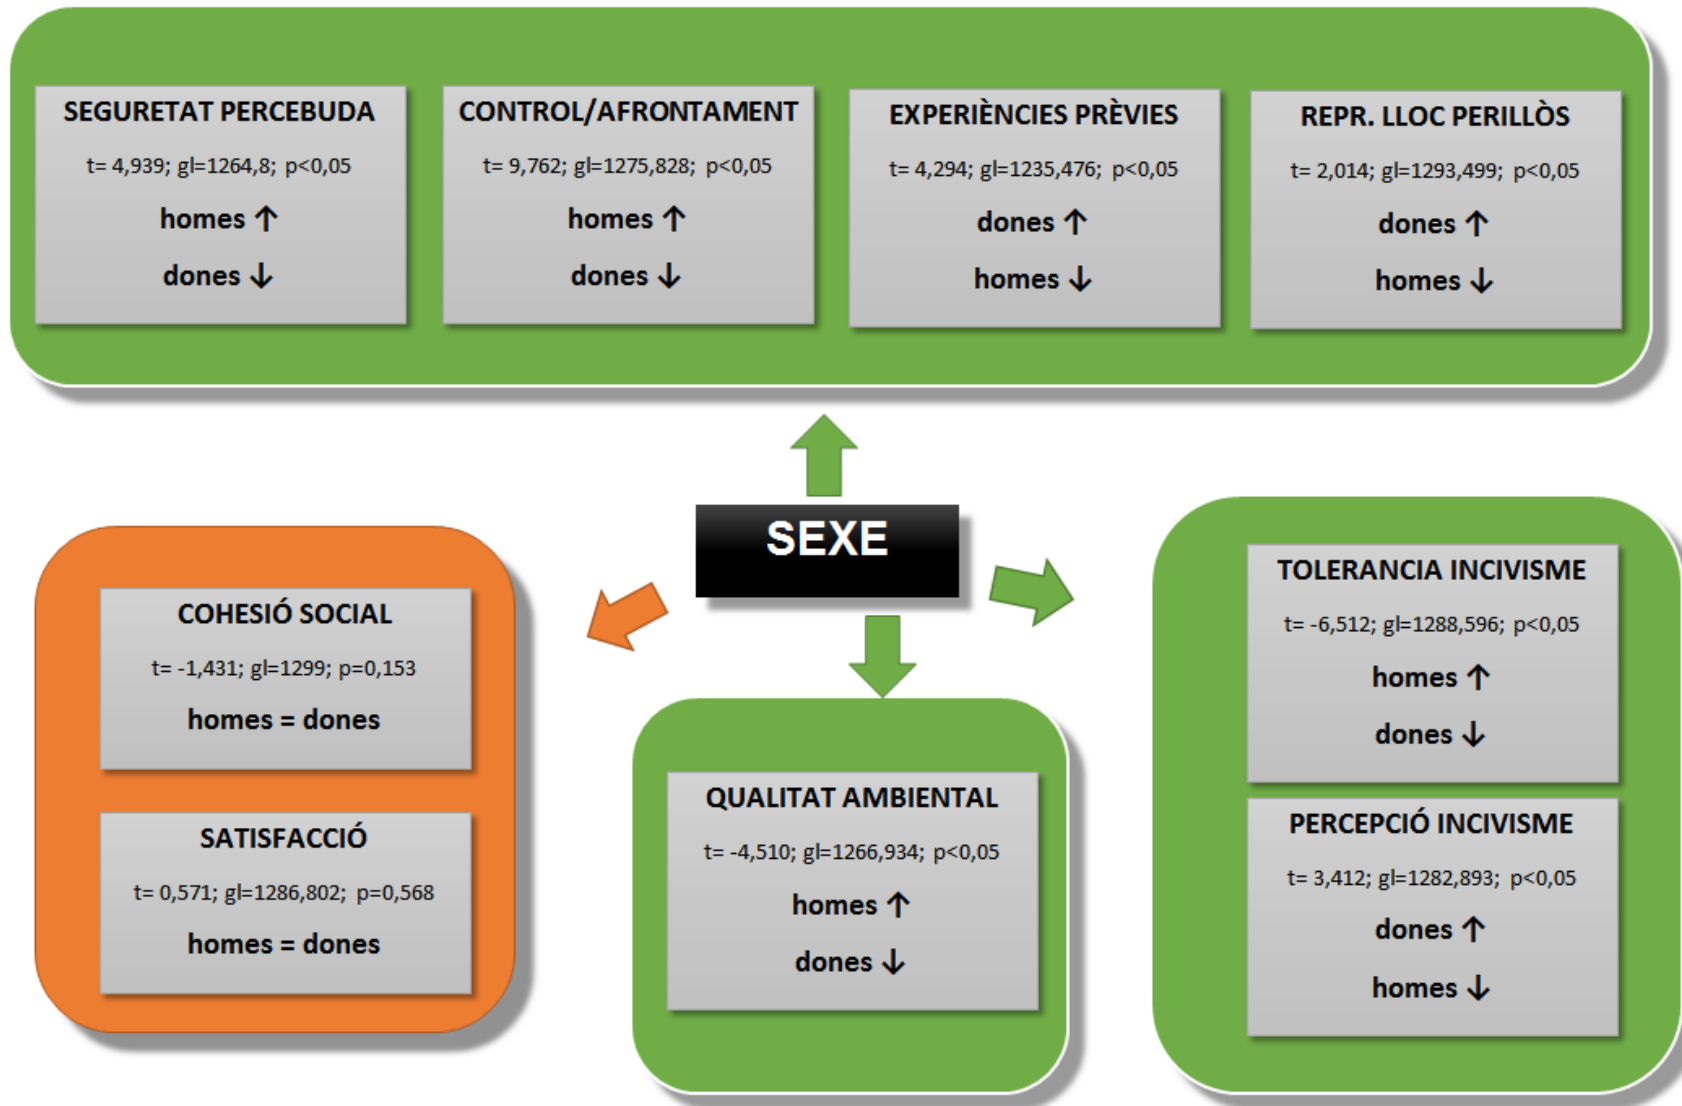 SEGURETAT PERCEBUDA
t= 4,939; gl=1264,8; p<0,05
homes ↑
dones ↓
CONTROL/AFRONTAMENT
t= 9,762; gl=1275,828; p<0,05
homes ↑
dones ↓
EXPERIÈNCIES PRÈVIES
t= 4,294; gl=1235,476; p<0,05
dones ↑
homes ↓
REPR. LLOC PERILLÒS
t= 2,014; gl=1293,499; p<0,05
dones ↑
homes ↓
SEXE
COHESIÓ SOCIAL
t= -1,431; gl=1299; p=0,153
homes = dones
SATISFACCIÓ
t= 0,571; gl=1286,802; p=0,568
homes = dones
QUALITAT AMBIENTAL
t= -4,510; gl=1266,934; p<0,05
homes ↑
dones ↓
TOLERANCIA INCIVISME
t= -6,512; gl=1288,596; p<0,05
homes ↑
dones ↓
PERCEPCIÓ INCIVISME
t= 3,412; gl=1282,893; p<0,05
dones ↑
homes ↓